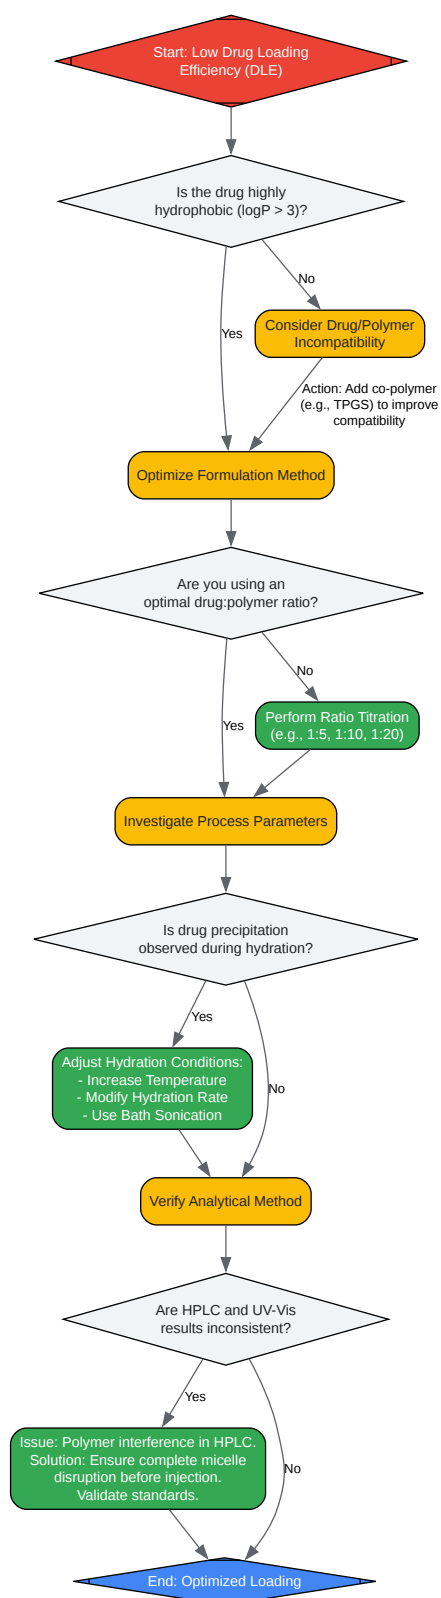 Start: Low Drug Loading
Efficiency (DLE)
Is the drug highly
hydrophobic (logP > 3)?
No
Yes
Consider Drug/Polymer
Incompatibility
Action: Add co-polymer
(e.g., TPGS) to improve
compatibility
Optimize Formulation Method
Are you using an
optimal drug:polymer ratio?
No
Yes
Perform Ratio Titration
(e.g., 1:5, 1:10, 1:20)
Investigate Process Parameters
Is drug precipitation
observed during hydration?
Yes
No
Adjust Hydration Conditions:
- Increase Temperature
- Modify Hydration Rate
- Use Bath Sonication
Verify Analytical Method
Are HPLC and UV-Vis
results inconsistent?
Yes
No
Issue: Polymer interference in HPLC.
Solution: Ensure complete micelle
disruption before injection.
Validate standards.
End: Optimized Loading